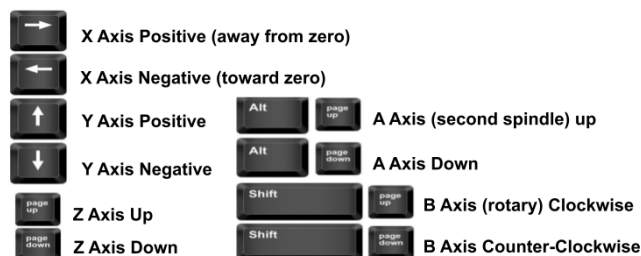 X Axis Positive (away from zero)
X Axis Negative (toward zero)
Y Axis Positive
Y Axis Negative
page
up
Z Axis Up
page
down
Z Axis Down
Alt
page
up
A Axis (second spindle) up
Alt
page
down
A Axis Down
Shift
page
up
B Axis (rotary) Clockwise
Shift
page
down
B Axis Counter-Clockwise